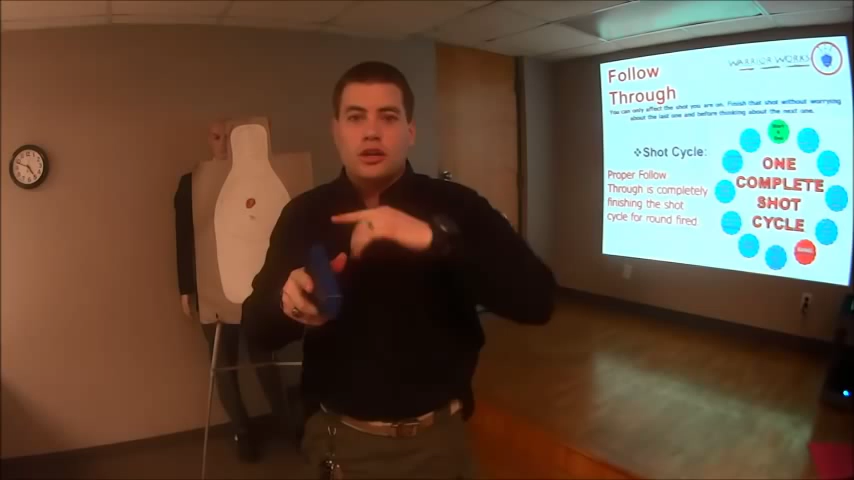 Follow
Through
WARRIOR WORKS
You can only affect the shot you are on. Finish that shot without worrying
about the last one and before thinking about the next one.
❖Shot Cycle:
Proper Follow
Through is completely
finishing the shot
cycle for round fired.
ONE
COMPLETE
SHOT
CYCLE